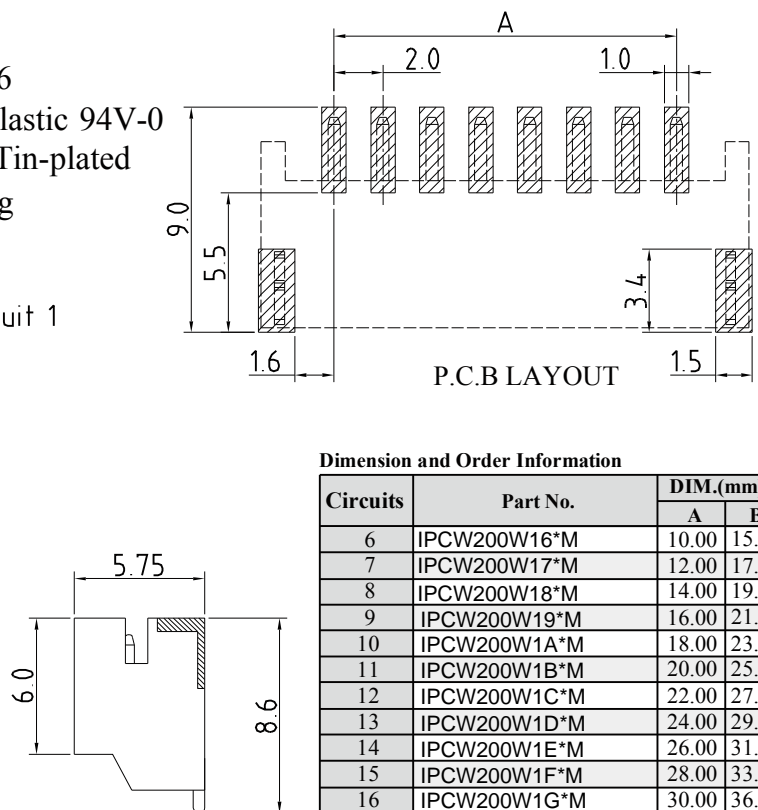 A
2.0 1.0
6
lastic 94V-0
Tin-plated
g
uit 1
9.0
5.5
3.4
1.6
1.5
P.C.B LAYOUT
Dimension and Order Information
Circuits Part No. DIM.(mm
A
6 IPCW200W16*M 10.00 15.
7 IPCW200W17*M 12.00 17.
8 IPCW200W18*M 14.00 19.
9 IPCW200W19*M 16.00 21.
10 IPCW200W1A*M 18.00 23.
11 IPCW200W1B*M 20.00 25.
12 IPCW200W1C*M 22.00 27.
13 IPCW200W1D*M 24.00 29.
14 IPCW200W1E*M 26.00 31.
15 IPCW200W1F*M 28.00 33.
16 IPCW200W1G*M 30.00 36.
5.75
6.0
8.6